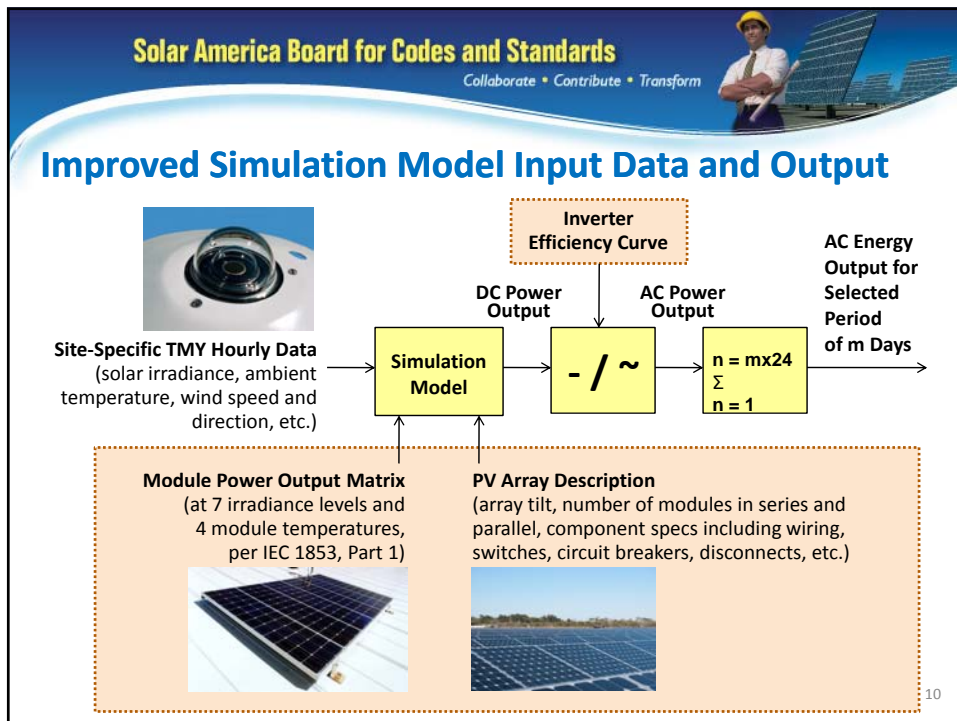 Solar America Board for Codes and Standards
Collaborate • Contribute • Transform
Improved Simulation Model Input Data and Output
Inverter
Efficiency Curve
AC Energy
Output for
Selected
Period
of m Days
DC Power
Output
AC Power
Output
Site-Specific TMY Hourly Data
(solar irradiance, ambient
temperature, wind speed and
direction, etc.)
Simulation
Model
- / ~
n = mx24
Σ
n = 1
Module Power Output Matrix
(at 7 irradiance levels and
4 module temperatures,
per IEC 1853, Part 1)
PV Array Description
(array tilt, number of modules in series and
parallel, component specs including wiring,
switches, circuit breakers, disconnects, etc.)
10